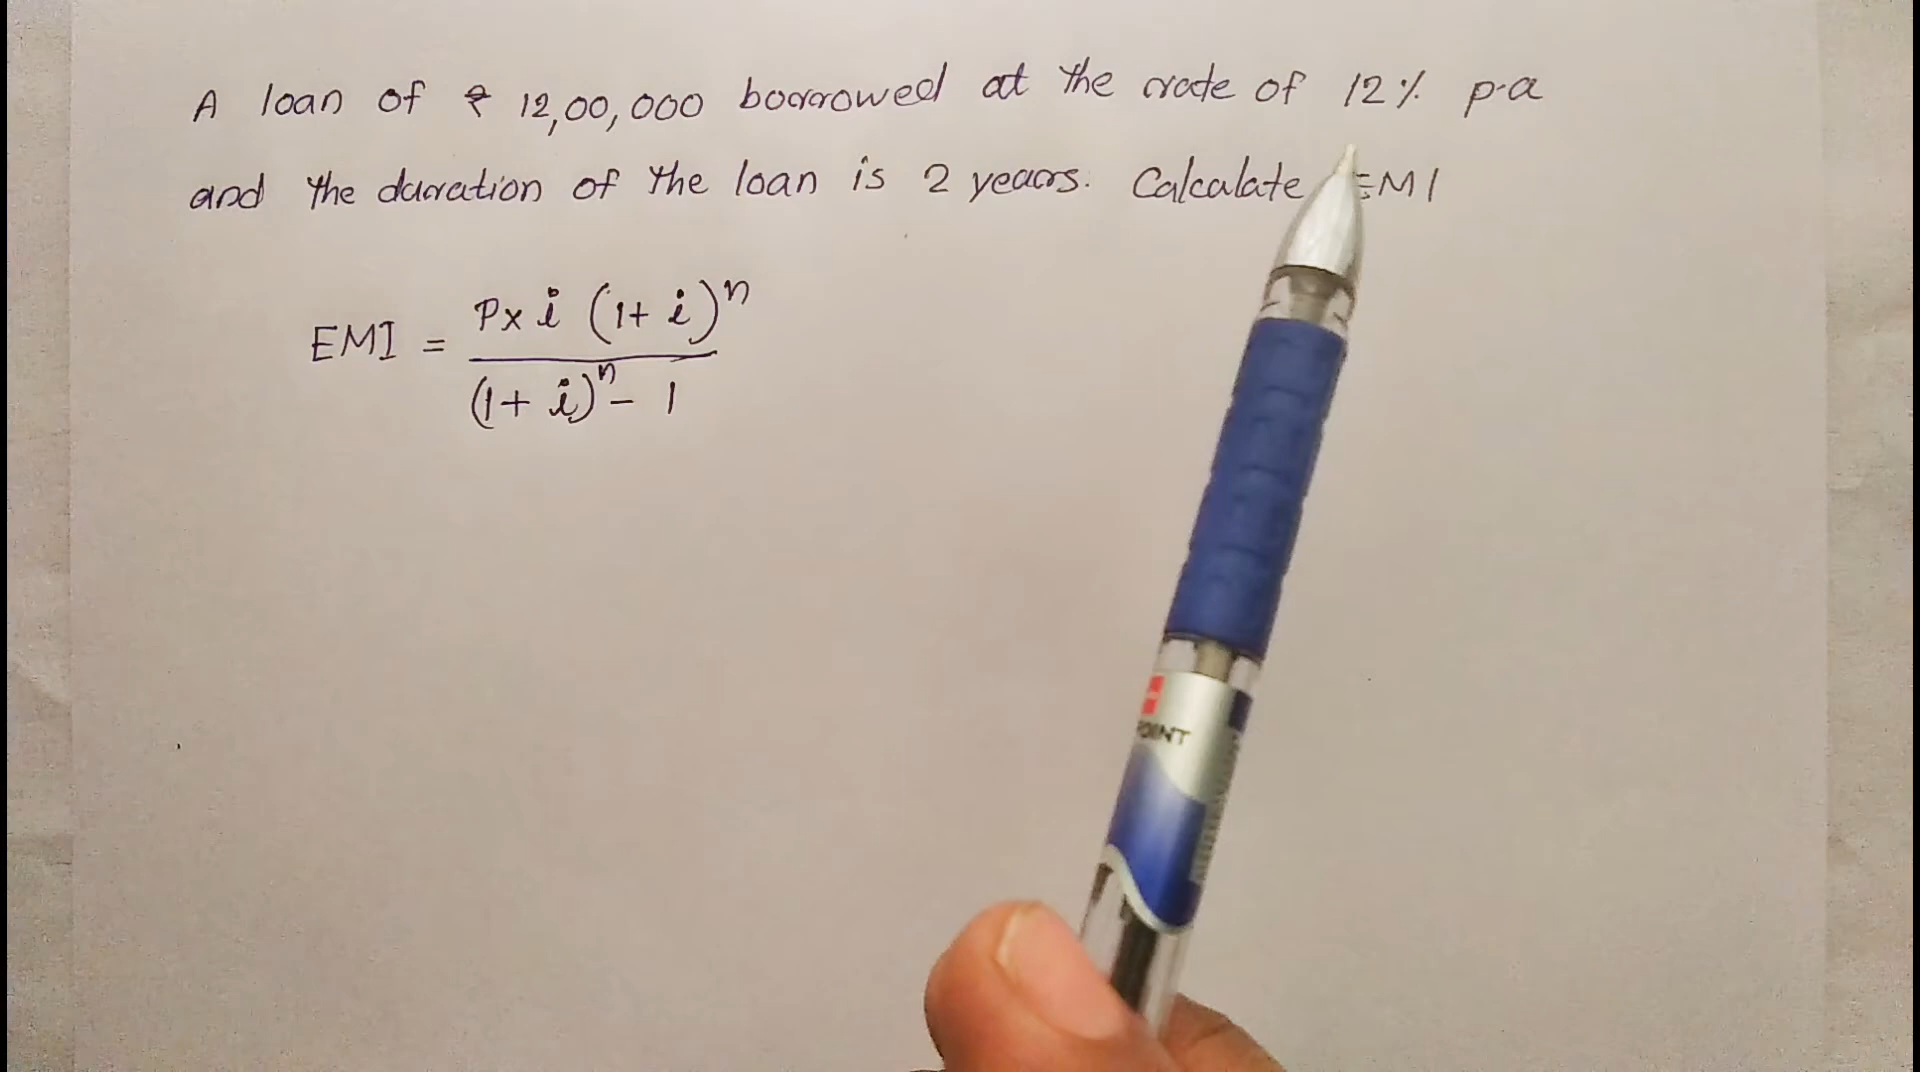 A loan of ₹ 12,00,000 borrowed at the rate of 12% p.a
and the duration of the loan is 2 years. Calculate EMI
EMI = P x i (1 + i)^n
(1 + i)^n - 1
POINT